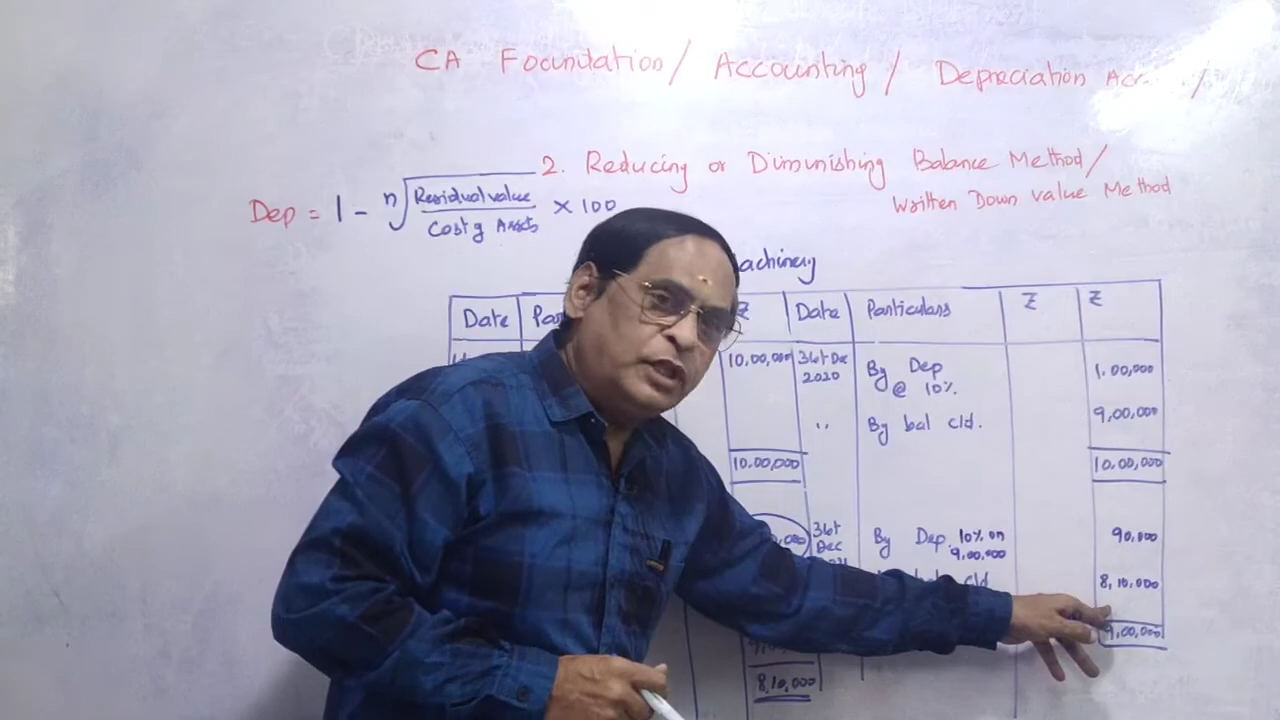 CA Foundation / Accounting / Depreciation
2. Reducing or Diminishing Balance Method/
Written Down value Method
Dep = 1 - n√ Residual value / Cost of Assets × 100
achinery
Date Par ₹ Date Particulars ₹ ₹
10,00,000 31st Dec 2020 By Dep @ 10% 1,00,000
,, By bal c/d. 9,00,000
10,00,000 10,00,000
31st Dec By Dep. 10% on 9,00,000 90,000
8,10,000
9,00,000
8,10,000